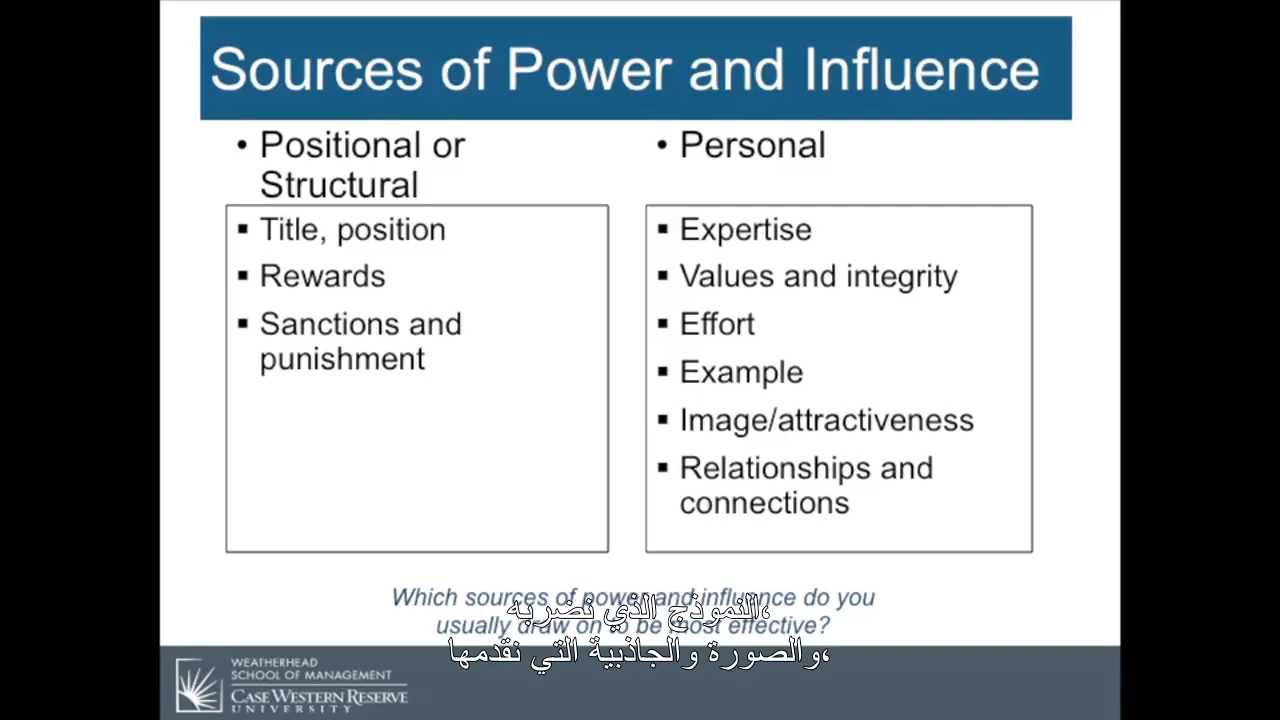 Sources of Power and Influence
• Positional or
Structural
▪ Title, position
▪ Rewards
▪ Sanctions and
punishment
• Personal
▪ Expertise
▪ Values and integrity
▪ Effort
▪ Example
▪ Image/attractiveness
▪ Relationships and
connections
Which sources of power and influence do you
usually draw on to be most effective?
النموذج الذي نضربه،
والصورة والجاذبية التي نقدمها،
WEATHERHEAD
SCHOOL OF MANAGEMENT
CASE WESTERN RESERVE
UNIVERSITY